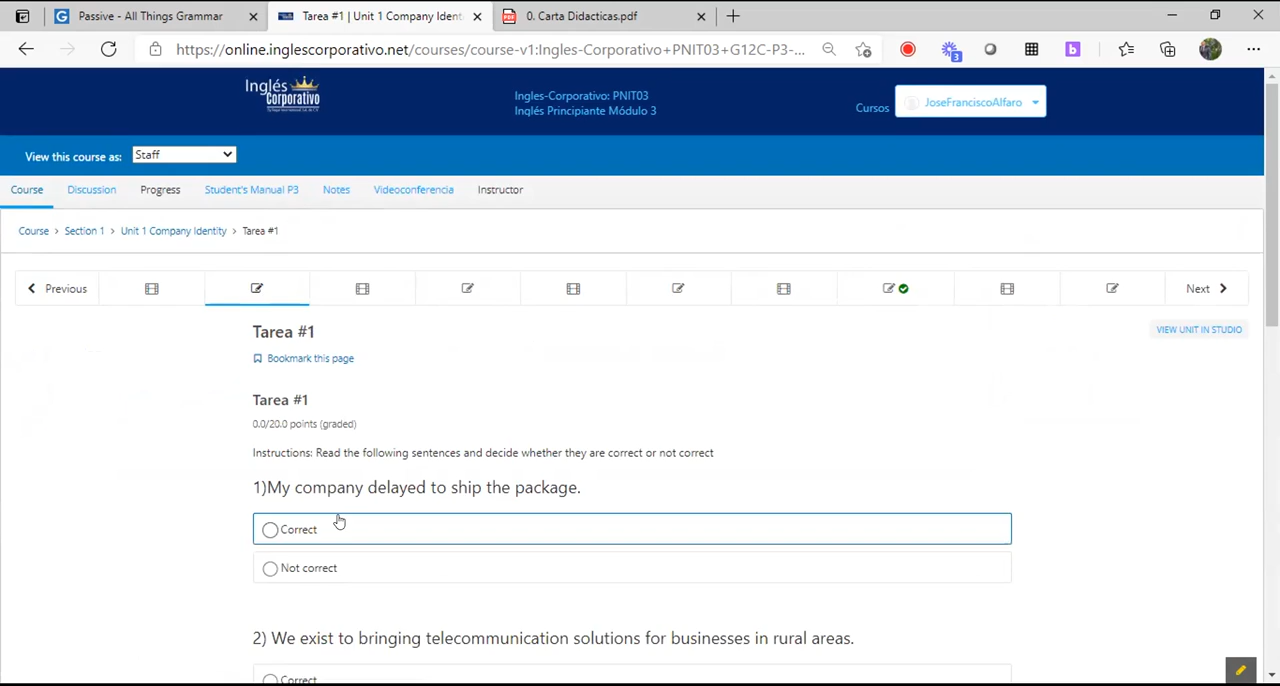 Passive - All Things Grammar
Tarea #1 | Unit 1 Company Identi
0. Carta Didacticas.pdf
https://online.inglescorporativo.net/courses/course-v1:Ingles-Corporativo+PNIT03+G12C-P3-...
3
Inglés
Corporativo
Ingles-Corporativo: PNIT03
Inglés Principiante Módulo 3
Cursos
JoseFranciscoAlfaro
View this course as:
Staff
Course
Discussion
Progress
Student's Manual P3
Notes
Videoconferencia
Instructor
Course > Section 1 > Unit 1 Company Identity > Tarea #1
Previous
Next
Tarea #1
VIEW UNIT IN STUDIO
Bookmark this page
Tarea #1
0.0/20.0 points (graded)
Instructions: Read the following sentences and decide whether they are correct or not correct
1)My company delayed to ship the package.
Correct
Not correct
2) We exist to bringing telecommunication solutions for businesses in rural areas.
Correct